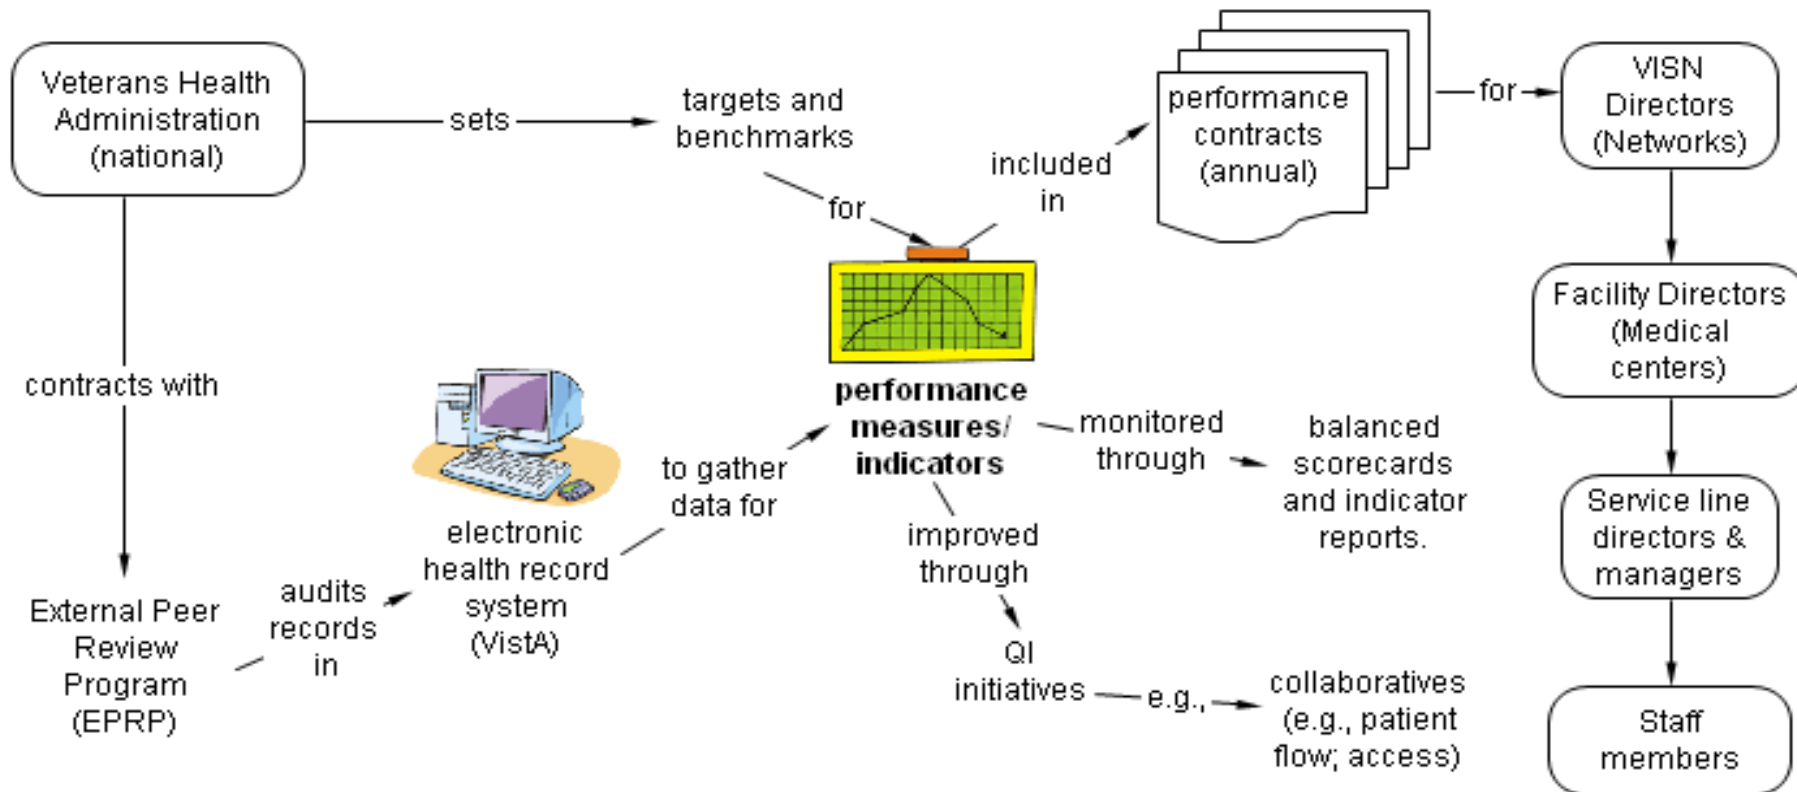 Veterans Health
Administration
(national)
sets
targets and
benchmarks
for
included
in
performance
contracts
(annual)
for
VISN
Directors
(Networks)
Facility Directors
(Medical
centers)
Service line
directors &
managers
Staff
members
contracts with
External Peer
Review
Program
(EPRP)
audits
records
in
electronic
health record
system
(VistA)
to gather
data for
performance
measures/
indicators
monitored
through
balanced
scorecards
and indicator
reports.
improved
through
QI
initiatives
e.g.,
collaboratives
(e.g., patient
flow; access)